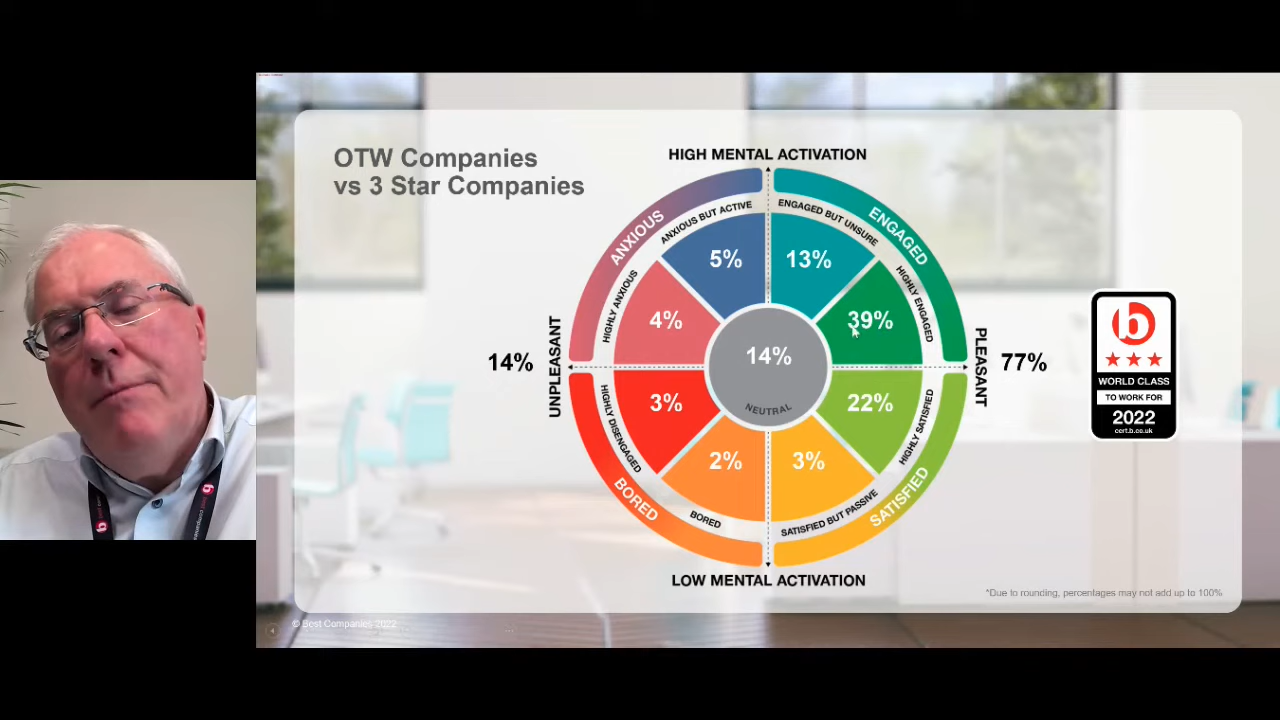 OTW Companies
vs 3 Star Companies
HIGH MENTAL ACTIVATION
ANXIOUS
ANXIOUS BUT ACTIVE
ENGAGED BUT UNSURE
ENGAGED
5%
13%
HIGHLY ANXIOUS
HIGHLY ENGAGED
4%
39%
14%
UNPLEASANT
14%
NEUTRAL
PLEASANT
77%
b
WORLD CLASS
TO WORK FOR
2022
cert.b.co.uk
3%
22%
HIGHLY DISENGAGED
HIGHLY SATISFIED
2%
3%
BORED
BORED
SATISFIED BUT PASSIVE
SATISFIED
LOW MENTAL ACTIVATION
*Due to rounding, percentages may not add up to 100%
© Best Companies 2022
4